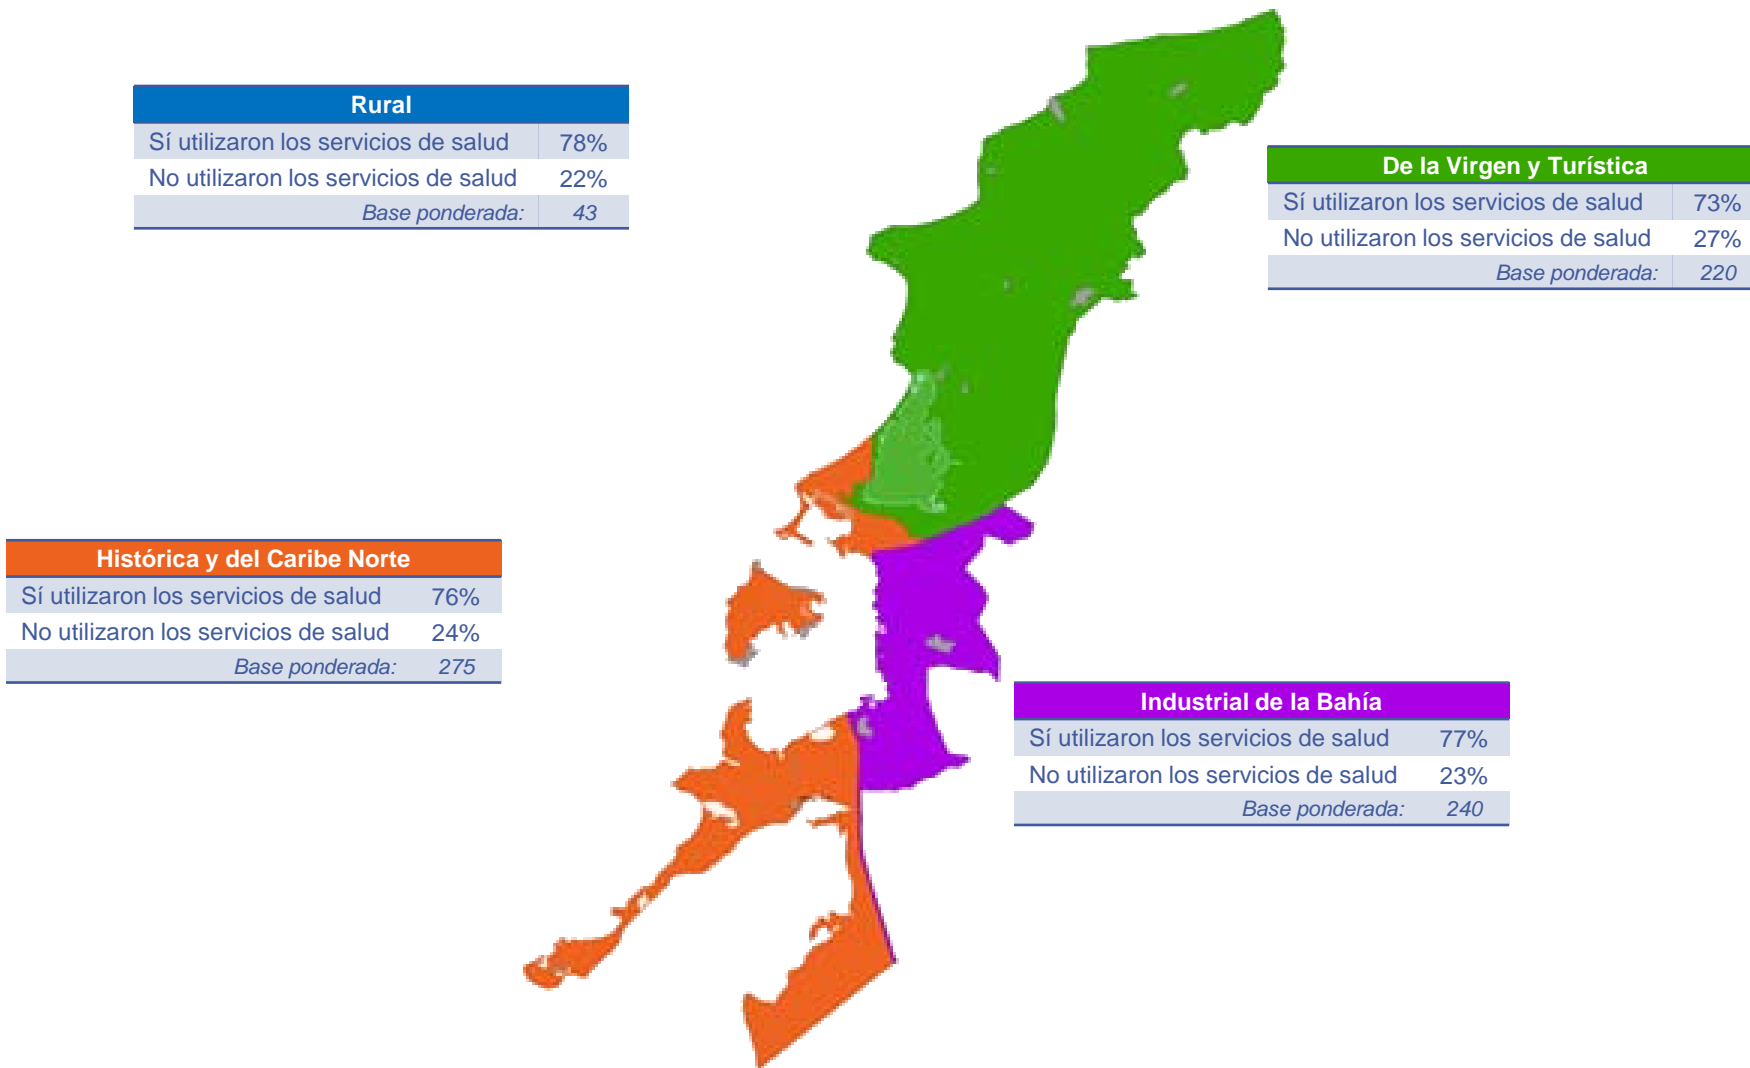 Rural
Sí utilizaron los servicios de salud 78%
No utilizaron los servicios de salud 22%
Base ponderada: 43
De la Virgen y Turística
Sí utilizaron los servicios de salud 73%
No utilizaron los servicios de salud 27%
Base ponderada: 220
Histórica y del Caribe Norte
Sí utilizaron los servicios de salud 76%
No utilizaron los servicios de salud 24%
Base ponderada: 275
Industrial de la Bahía
Sí utilizaron los servicios de salud 77%
No utilizaron los servicios de salud 23%
Base ponderada: 240